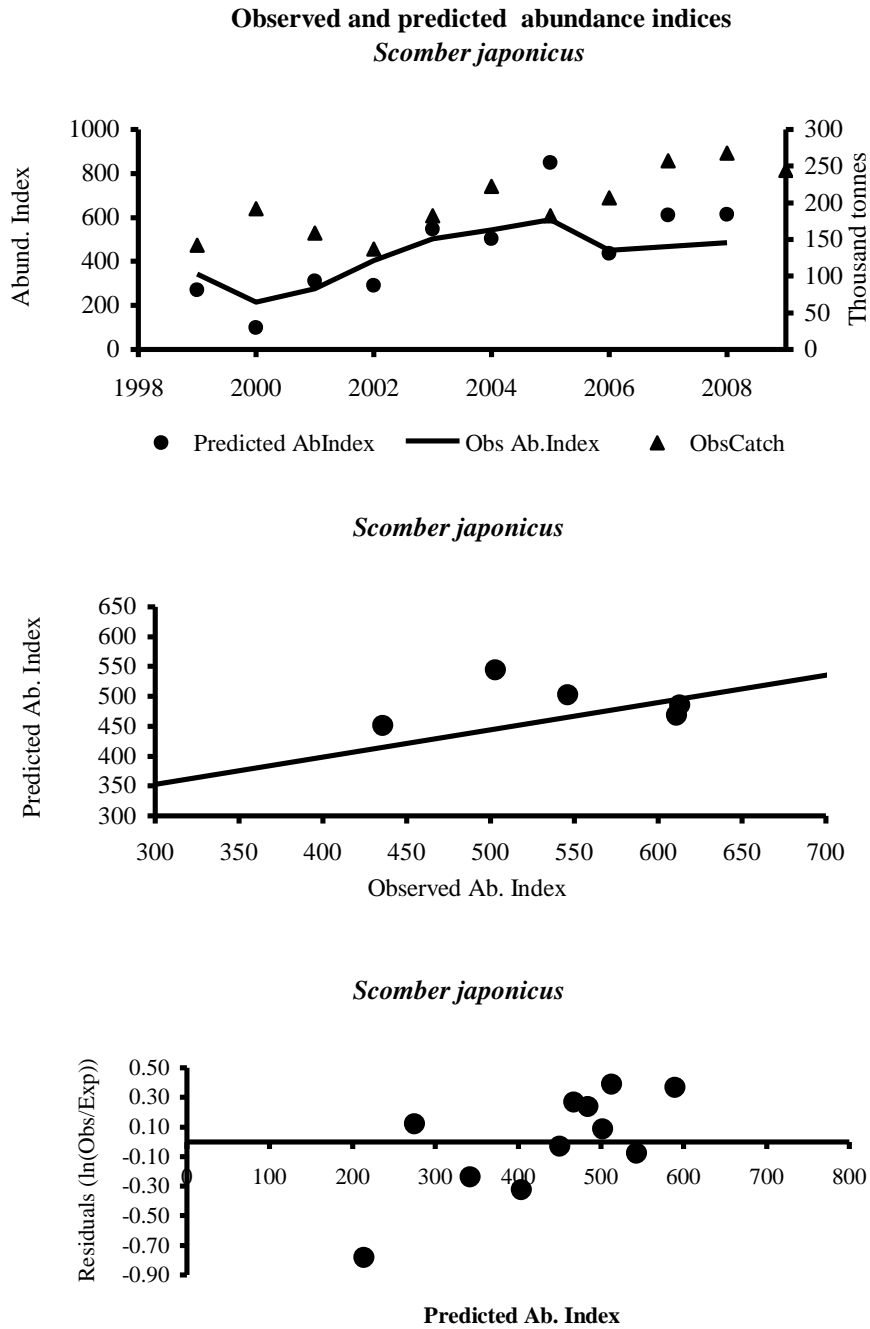 Observed and predicted abundance indices
Scomber japonicus
Abund. Index
1000
800
600
400
200
0
300
250
200
150
100
50
0
Thousand tonnes
1998 2000 2002 2004 2006 2008
Predicted AbIndex Obs Ab.Index ObsCatch
Scomber japonicus
Predicted Ab. Index
650
600
550
500
450
400
350
300
300 350 400 450 500 550 600 650 700
Observed Ab. Index
Scomber japonicus
Residuals (ln(Obs/Exp))
0.50
0.30
0.10
-0.10
-0.30
-0.50
-0.70
-0.90
0 100 200 300 400 500 600 700 800
Predicted Ab. Index